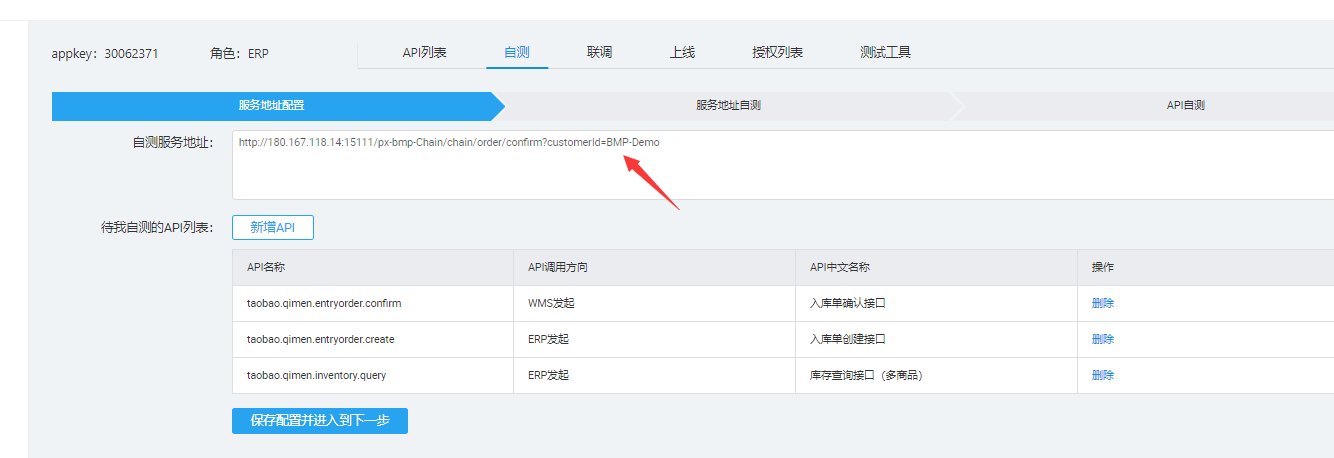 appkey：30062371 角色：ERP API列表 自测 联调 上线 授权列表 测试工具
服务地址配置 服务地址自测 API自测
自测服务地址： http://180.167.118.14:15111/px-bmp-Chain/chain/order/confirm?customerId=BMP-Demo
待我自测的API列表： 新增API
API名称 API调用方向 API中文名称 操作
taobao.qimen.entryorder.confirm WMS发起 入库单确认接口 删除
taobao.qimen.entryorder.create ERP发起 入库单创建接口 删除
taobao.qimen.inventory.query ERP发起 库存查询接口（多商品） 删除
保存配置并进入到下一步